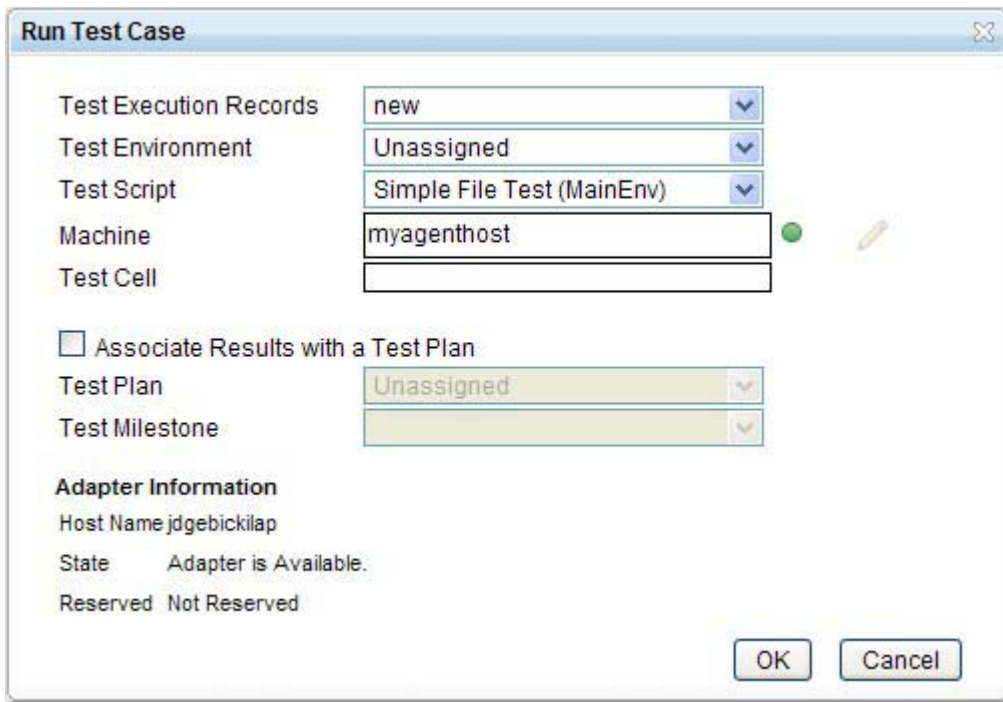 Run Test Case
Test Execution Records new
Test Environment Unassigned
Test Script Simple File Test (MainEnv)
Machine myagenthost
Test Cell
Associate Results with a Test Plan
Test Plan Unassigned
Test Milestone
Adapter Information
Host Name jdgebickilap
State Adapter is Available.
Reserved Not Reserved
OK Cancel